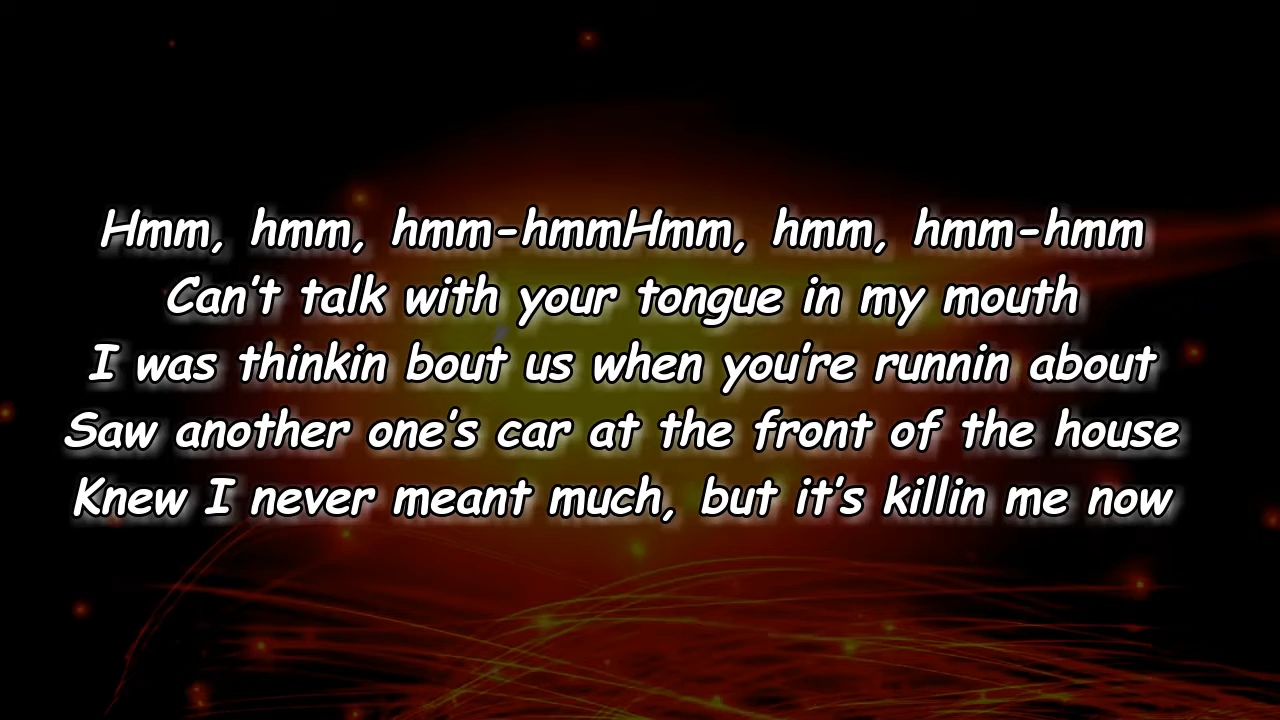 Hmm, hmm, hmm-hmmHmm, hmm, hmm-hmm
Can't talk with your tongue in my mouth
I was thinkin bout us when you're runnin about
Saw another one's car at the front of the house
Knew I never meant much, but it's killin me now